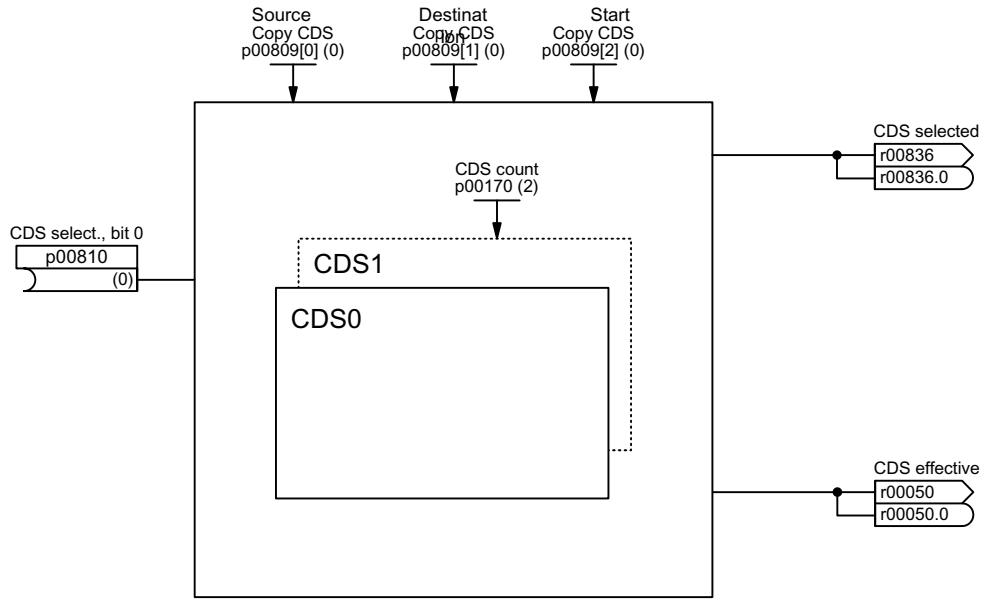 Source
Copy CDS
p00809[0] (0)
Destinat
ion
Copy CDS
p00809[1] (0)
Start
Copy CDS
p00809[2] (0)
CDS selected
r00836
r00836.0
CDS count
p00170 (2)
CDS select., bit 0
p00810
(0)
CDS1
CDS0
CDS effective
r00050
r00050.0